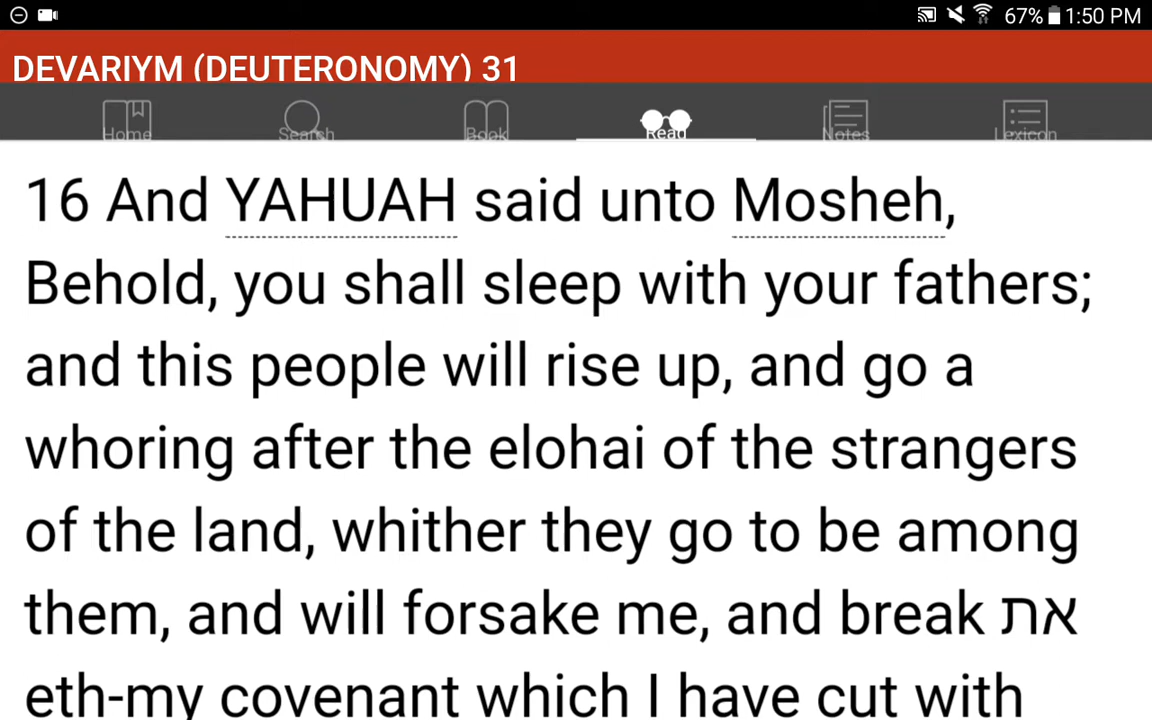 67% 1:50 PM
DEVARIYM (DEUTERONOMY) 31
Home Search Book Read Notes Lexicon
16 And YAHUAH said unto Mosheh,
Behold, you shall sleep with your fathers;
and this people will rise up, and go a
whoring after the elohai of the strangers
of the land, whither they go to be among
them, and will forsake me, and break את
eth-my covenant which I have cut with